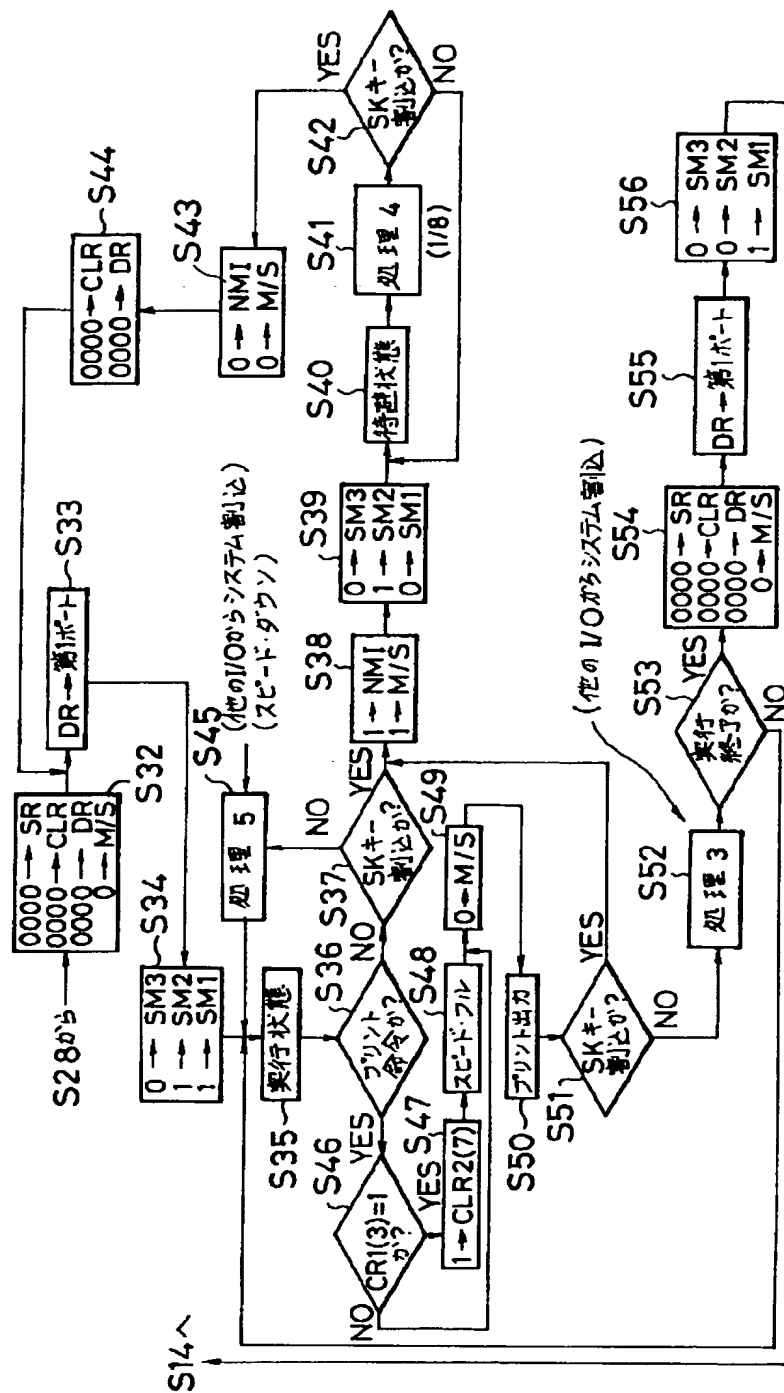 S28から
S32
0000→SR
0000→CLR
0000→DR
0→M/S
S33
DR→第1ポート
S34
0→SM3
1→SM2
1→SM1
S35
実行状態
S36
プリント
命令か?
YES
NO
S37
SKキー
割込か?
NO
YES
S45
処理 5
(他のI/Oからシステム割込)
(スピード・ダウン)
S38
1→NMI
1→M/S
S39
0→SM3
1→SM2
0→SM1
S40
待避状態
S41
処理 4
(1/8)
S42
SKキー
割込か?
YES
NO
S43
0→NMI
0→M/S
S44
0000→CLR
0000→DR
S46
CR1(3)=1
か?
NO
YES
S47
1→CLR2(7)
S48
スピード・フル
S49
0→M/S
S50
プリント出力
S51
SKキー
割込か?
YES
NO
S52
処理 3
(他のI/Oからシステム割込)
S53
実行
終了か?
YES
NO
S54
0000→SR
0000→CLR
0000→DR
0→M/S
S55
DR→第1ポート
S56
0→SM3
0→SM2
1→SM1
S14へ